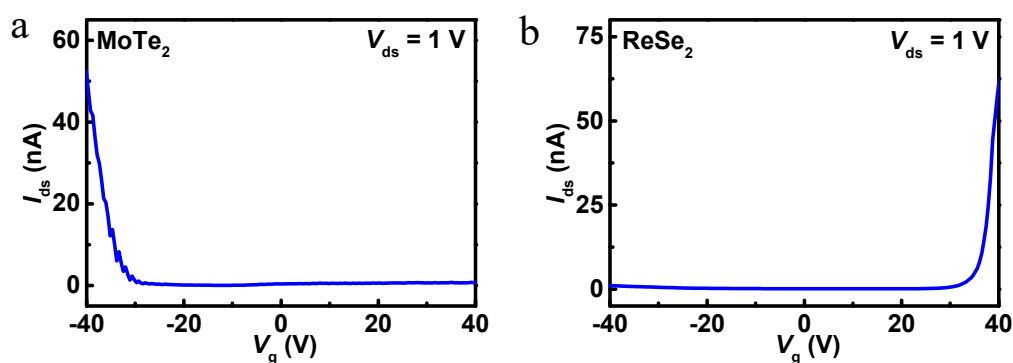 a
MoTe2
Vds = 1 V
60
40
20
0
Ids (nA)
-40 -20 0 20 40
Vg (V)
b
ReSe2
Vds = 1 V
75
50
25
0
Ids (nA)
-40 -20 0 20 40
Vg (V)